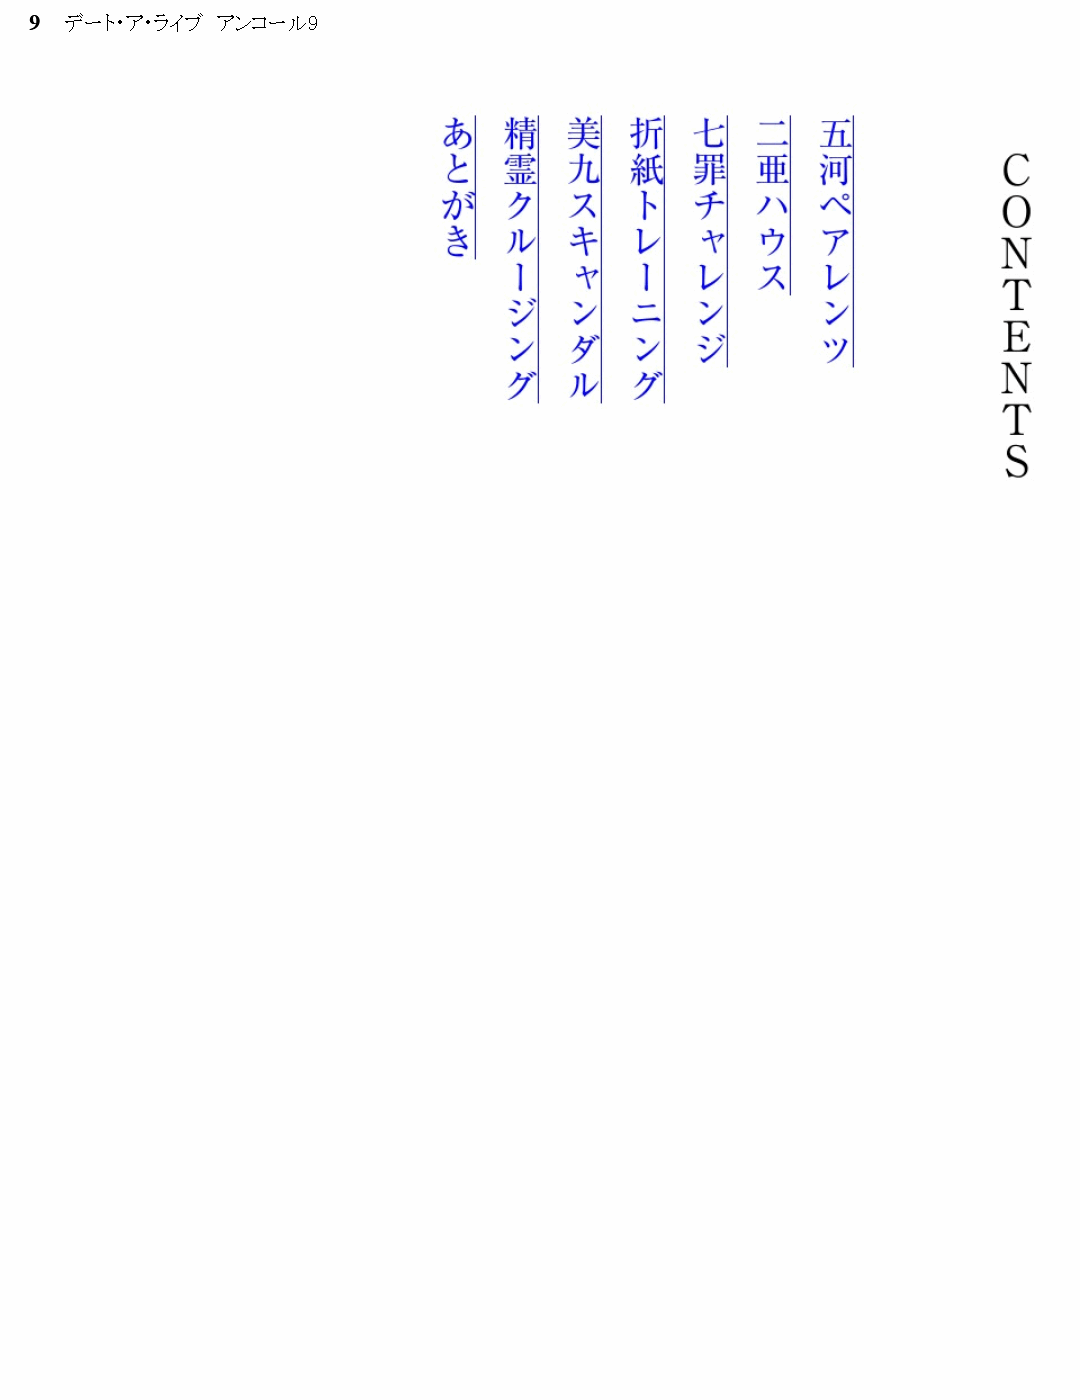 9 デート・ア・ライブ　アンコール9
CONTENTS
五河ペアレンツ
二亜ハウス
七罪チャレンジ
折紙トレーニング
美九スキャンダル
精霊クルージング
あとがき